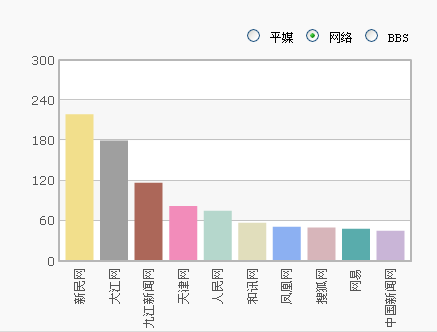 平媒 网络 BBS
300
240
180
120
60
0
新民网
大江网
九江新闻网
天津网
人民网
和讯网
凤凰网
搜狐网
网易
中国新闻网